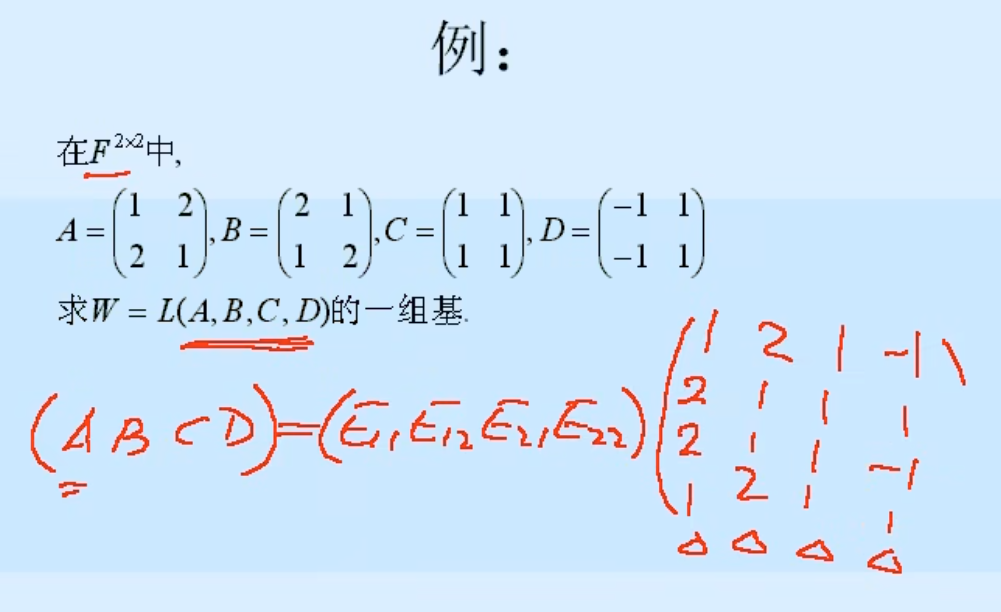 例：
在F^{2×2}中,
A=\begin{pmatrix}1 & 2\\2 & 1\end{pmatrix},B=\begin{pmatrix}2 & 1\\1 & 2\end{pmatrix},C=\begin{pmatrix}1 & 1\\1 & 1\end{pmatrix},D=\begin{pmatrix}-1 & 1\\-1 & 1\end{pmatrix}
求W = L(A,B,C,D)的一组基.
(A B C D)=(E_{11} E_{12} E_{21} E_{22})\begin{pmatrix}1 & 2 & 1 & -1\\2 & 1 & 1 & 1\\2 & 1 & 1 & -1\\1 & 2 & 1 & 1\end{pmatrix}
△ △ △ △